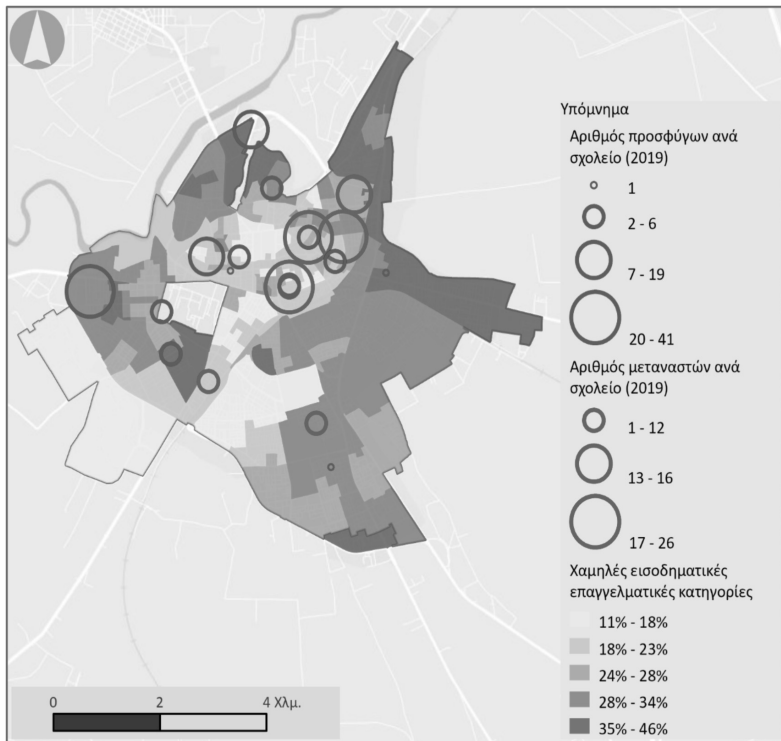 Υπόμνημα
Αριθμός προσφύγων ανά
σχολείο (2019)
1
2 - 6
7 - 19
20 - 41
Αριθμός μεταναστών ανά
σχολείο (2019)
1 - 12
13 - 16
17 - 26
Χαμηλές εισοδηματικές
επαγγελματικές κατηγορίες
11% - 18%
18% - 23%
24% - 28%
28% - 34%
35% - 46%
0 2 4 Χλμ.